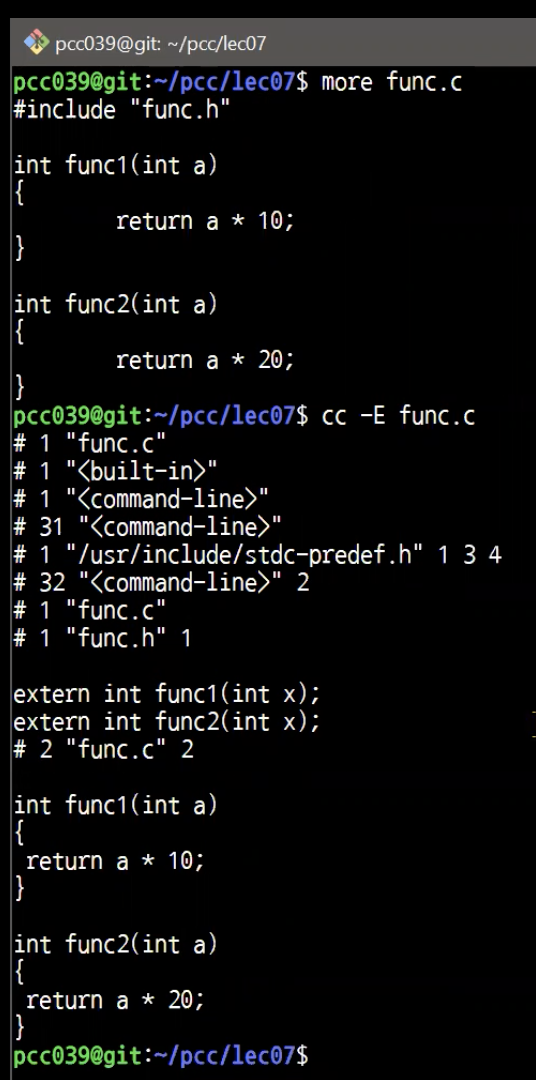 pcc039@git: ~/pcc/lec07
pcc039@git:~/pcc/lec07$ more func.c
#include "func.h"

int func1(int a)
{
        return a * 10;
}

int func2(int a)
{
        return a * 20;
}
pcc039@git:~/pcc/lec07$ cc -E func.c
# 1 "func.c"
# 1 "<built-in>"
# 1 "<command-line>"
# 31 "<command-line>"
# 1 "/usr/include/stdc-predef.h" 1 3 4
# 32 "<command-line>" 2
# 1 "func.c"
# 1 "func.h" 1

extern int func1(int x);
extern int func2(int x);
# 2 "func.c" 2

int func1(int a)
{
 return a * 10;
}

int func2(int a)
{
 return a * 20;
}
pcc039@git:~/pcc/lec07$